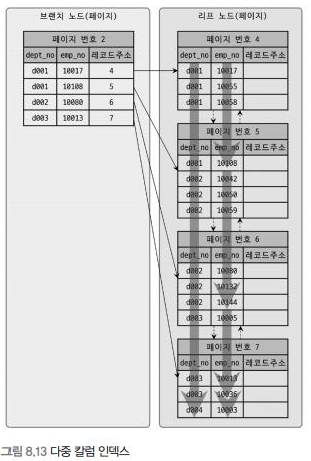 브랜치 노드(페이지)
페이지 번호 2
dept_no emp_no 레코드주소
d001 10017 4
d001 10108 5
d002 10080 6
d003 10013 7
리프 노드(페이지)
페이지 번호 4
dept_no emp_no 레코드주소
d001 10017
d001 10055
d001 10058
페이지 번호 5
dept_no emp_no 레코드주소
d001 10108
d002 10042
d002 10050
d002 10059
페이지 번호 6
dept_no emp_no 레코드주소
d002 10080
d002 10132
d002 10144
d003 10005
페이지 번호 7
dept_no emp_no 레코드주소
d003 10013
d003 10036
d004 10003
그림 8.13 다중 칼럼 인덱스